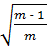 √((m - 1)/m)